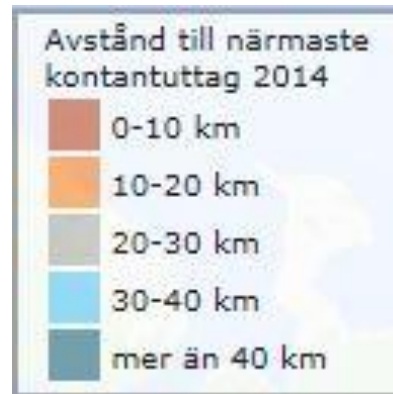 Avstånd till närmaste
kontantuttag 2014
0-10 km
10-20 km
20-30 km
30-40 km
mer än 40 km